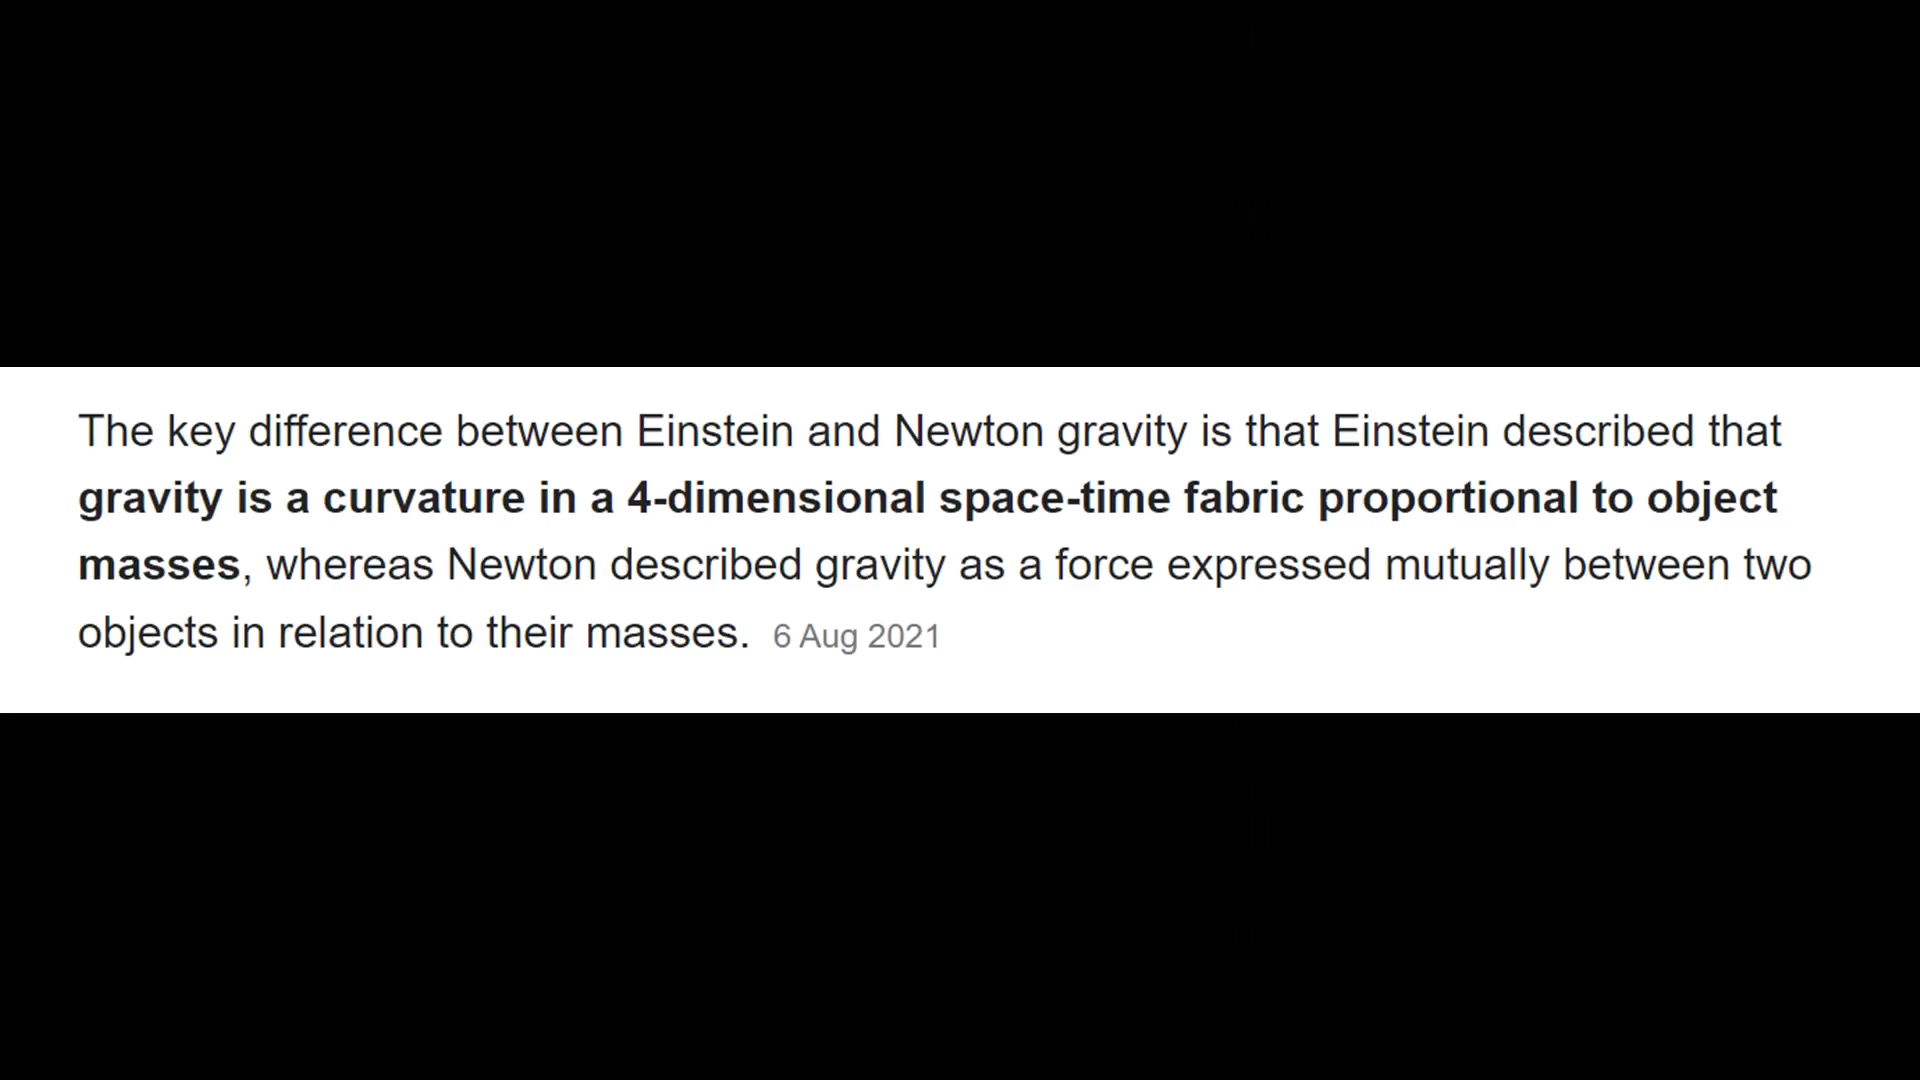 The key difference between Einstein and Newton gravity is that Einstein described that
gravity is a curvature in a 4-dimensional space-time fabric proportional to object
masses, whereas Newton described gravity as a force expressed mutually between two
objects in relation to their masses. 6 Aug 2021